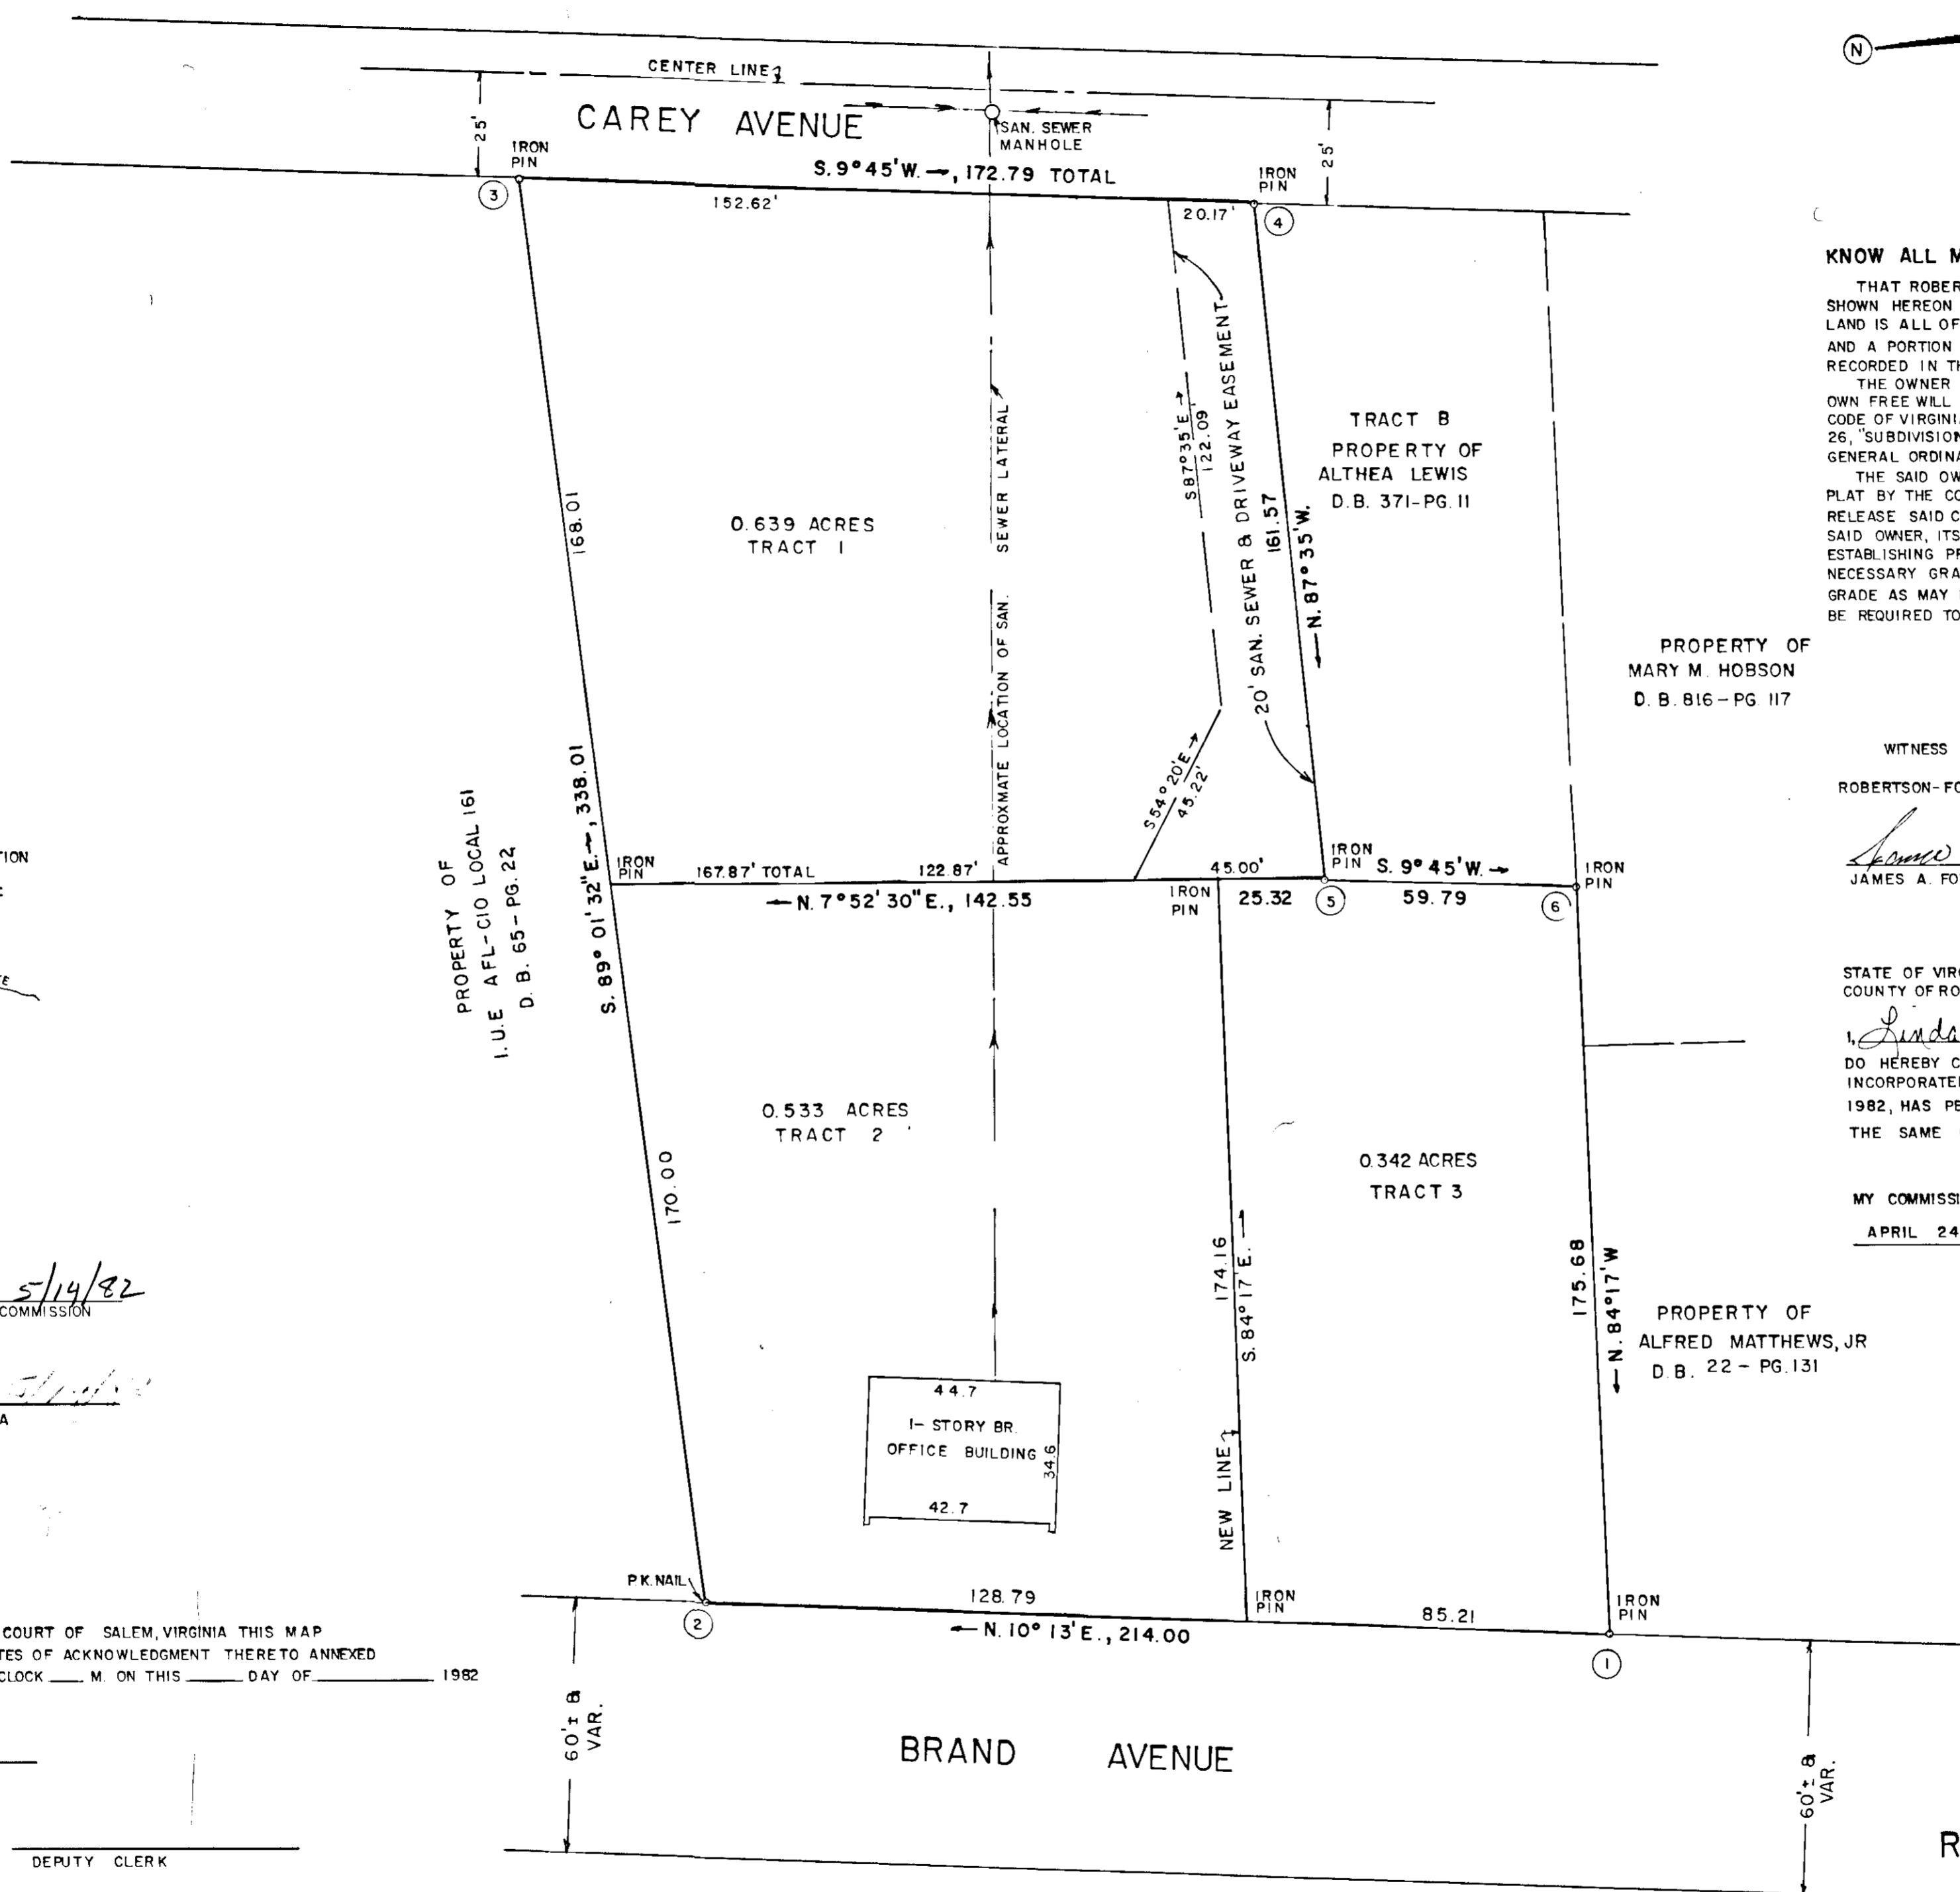 N
CENTER LINE
CAREY AVENUE
25'
25'
SAN. SEWER
MANHOLE
IRON
PIN
3
S. 9° 45' W. →, 172.79 TOTAL
IRON
PIN
4
152.62'
20.17'
KNOW ALL M
THAT ROBER
SHOWN HEREON
LAND IS ALL OF
AND A PORTION
RECORDED IN TH
THE OWNER
OWN FREE WILL
CODE OF VIRGINI
26, "SUBDIVISION
GENERAL ORDINA
THE SAID OW
PLAT BY THE CO
RELEASE SAID C
SAID OWNER, ITS
ESTABLISHING PR
NECESSARY GRA
GRADE AS MAY
BE REQUIRED TO
168.01
0.639 ACRES
TRACT 1
APPROXMATE LOCATION OF SAN. SEWER LATERAL
S 87° 35' E →
122.09'
20' SAN. SEWER & DRIVEWAY EASEMENT
161.57
← N. 87° 35' W.
TRACT B
PROPERTY OF
ALTHEA LEWIS
D.B. 371-PG. 11
PROPERTY OF
MARY M. HOBSON
D. B. 816-PG. 117
S 54° 20' E →
45.22'
WITNESS
ROBERTSON-FO
JAMES A. FO
PROPERTY OF
I.U.E AFL-CIO LOCAL 161
D. B. 65-PG. 22
S. 89° 01' 32" E. →, 338.01
TION
IRON
PIN
167.87' TOTAL
122.87'
45.00'
IRON
PIN
S. 9° 45' W. →
IRON
PIN
← N. 7° 52' 30" E., 142.55
IRON
PIN
25.32
5
59.79
6
STATE OF VIR
COUNTY OF RO
I, Linda
DO HEREBY C
INCORPORATE
1982, HAS PE
THE SAME
MY COMMISSI
APRIL 24
0.533 ACRES
TRACT 2
170.00
0.342 ACRES
TRACT 3
174.16
S. 84° 17' E. →
NEW LINE
175.68
← N. 84° 17' W
PROPERTY OF
ALFRED MATTHEWS, JR
D.B. 22 - PG. 131
5/14/82
COMMISSION
A
44.7
1- STORY BR.
OFFICE BUILDING
34.6
42.7
P.K. NAIL
2
128.79
IRON
PIN
85.21
IRON
PIN
← N. 10° 13' E., 214.00
1
COURT OF SALEM, VIRGINIA THIS MAP
TES OF ACKNOWLEDGMENT THERETO ANNEXED
CLOCK ____ M. ON THIS ____ DAY OF ____ 1982
60'± &
VAR.
BRAND AVENUE
60'± &
VAR.
R
DEPUTY CLERK